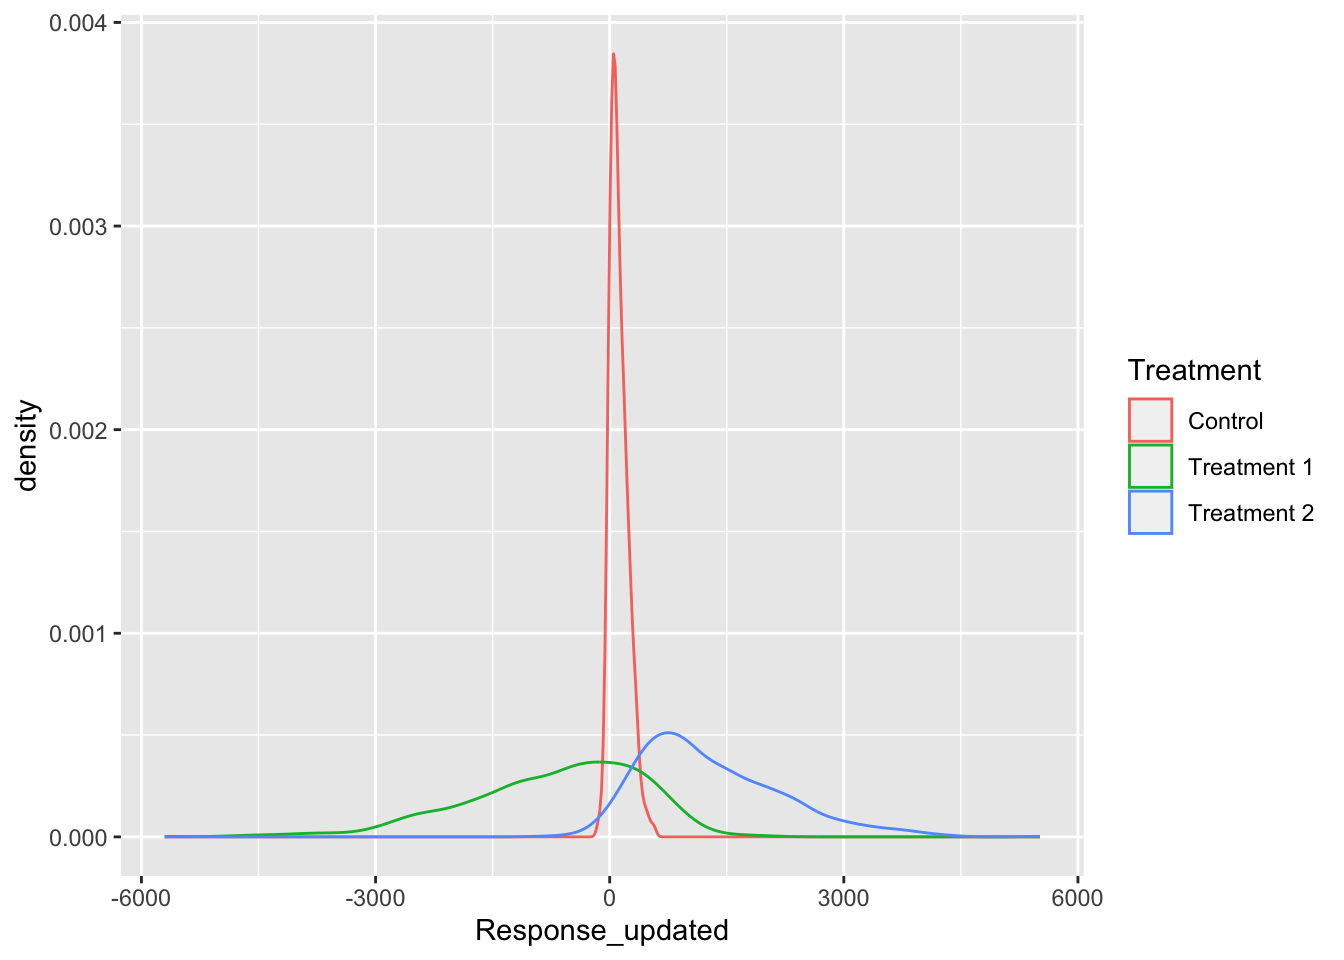 0.004
0.003
0.002
0.001
0.000
density
-6000
-3000
0
3000
6000
Response_updated
Treatment
Control
Treatment 1
Treatment 2